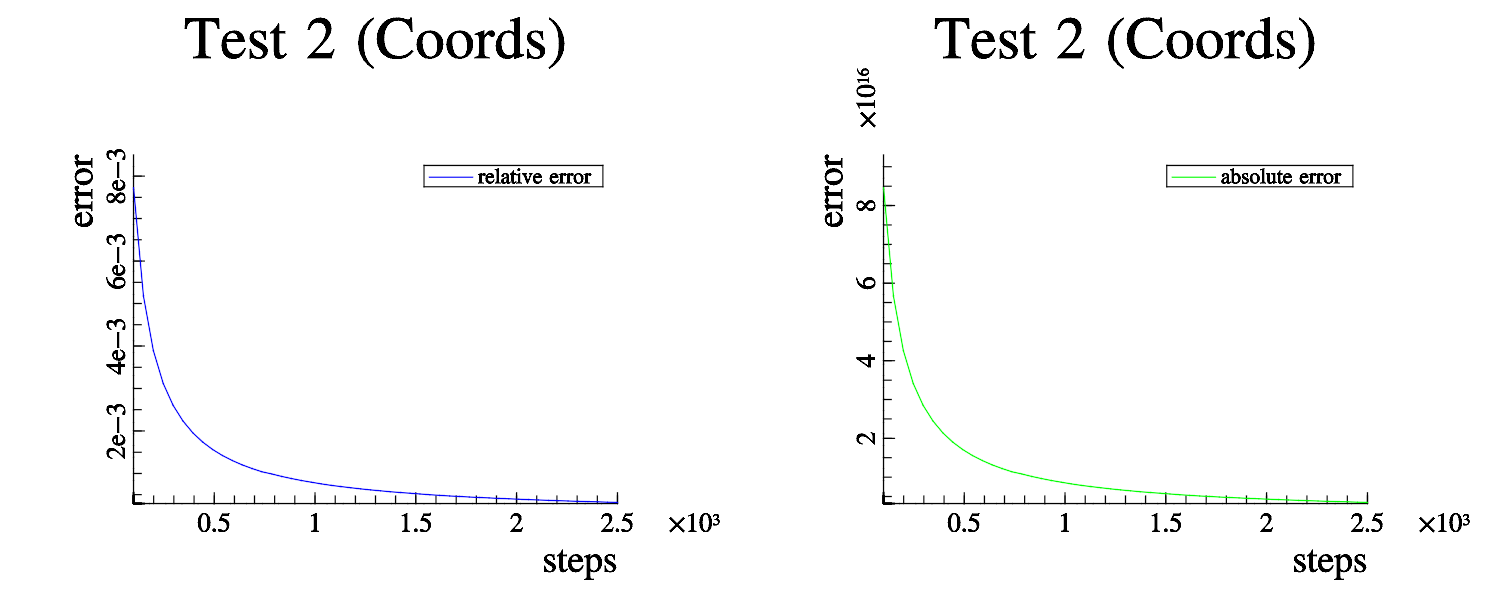 Test 2 (Coords)
error
8e−3
6e−3
4e−3
2e−3
relative error
0.5 1 1.5 2 2.5 ×10³
steps
Test 2 (Coords)
×10¹⁶
error
8
6
4
2
absolute error
0.5 1 1.5 2 2.5 ×10³
steps